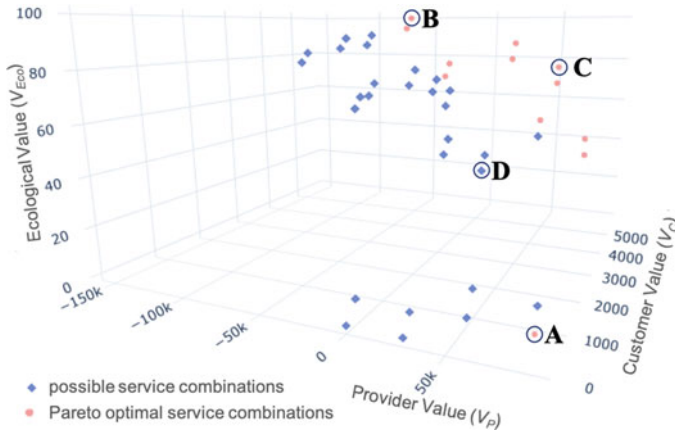 100
80
60
40
20
0
Ecological Value (V_Eco)
−150k
−100k
−50k
0
50k
Provider Value (V_P)
5000
4000
3000
2000
1000
0
Customer Value (V_C)
B
C
D
A
possible service combinations
Pareto optimal service combinations